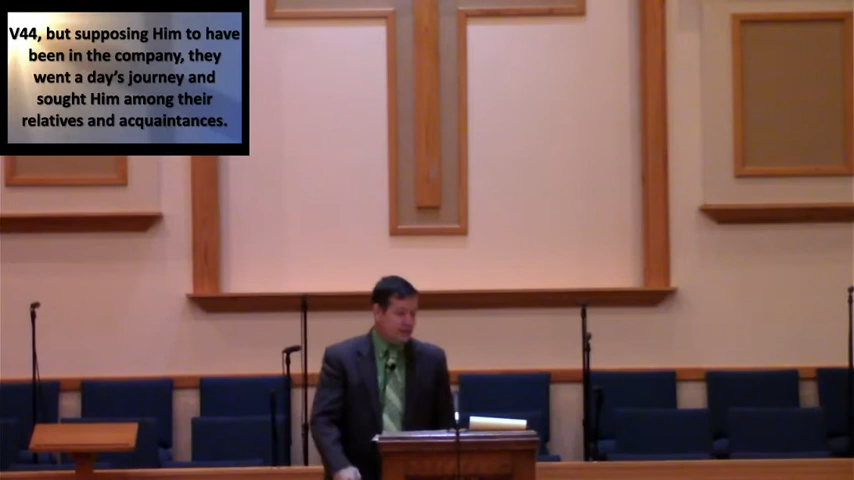 V44, but supposing Him to have
been in the company, they
went a day's journey and
sought Him among their
relatives and acquaintances.